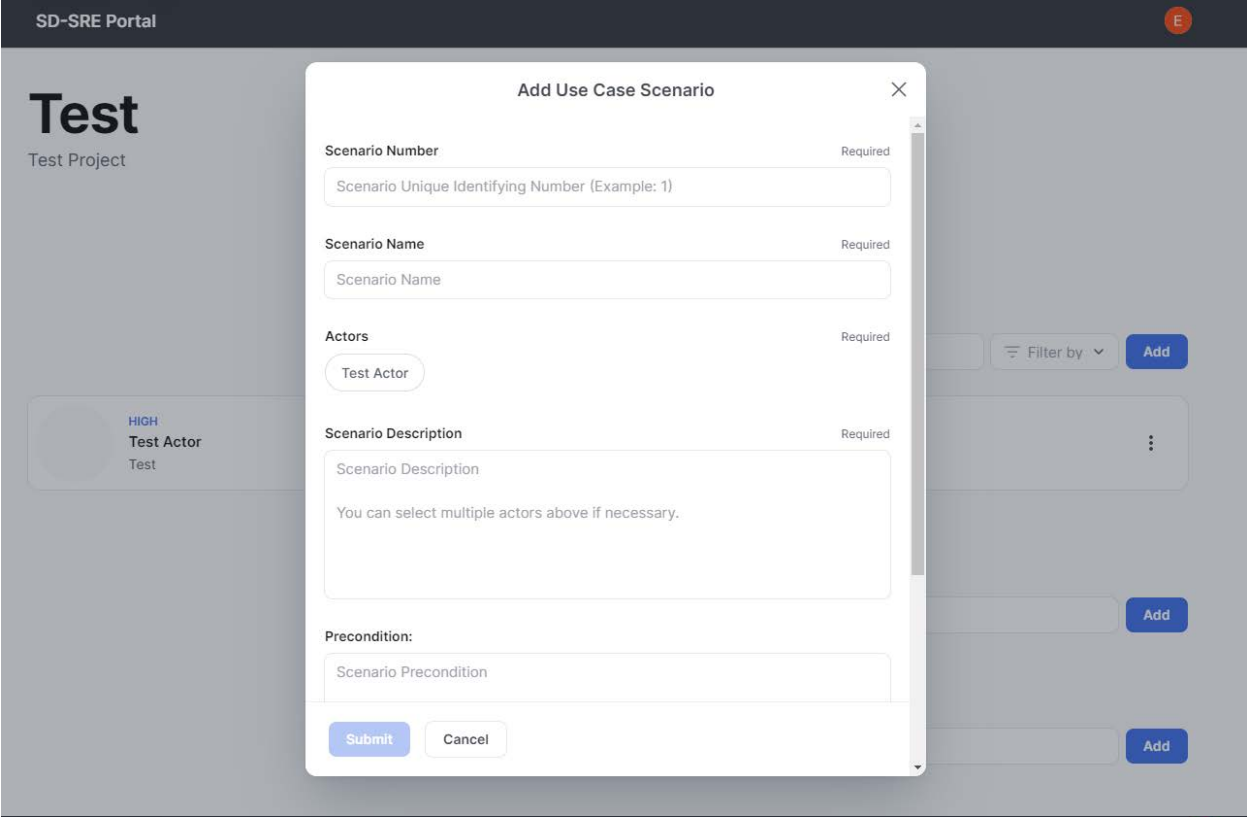 SD-SRE Portal
E
Test
Test Project
Add Use Case Scenario
Scenario Number
Required
Scenario Unique Identifying Number (Example: 1)
Scenario Name
Required
Scenario Name
Actors
Required
Test Actor
Filter by
Add
HIGH
Test Actor
Test
Scenario Description
Required
Scenario Description
You can select multiple actors above if necessary.
Add
Precondition:
Scenario Precondition
Submit
Cancel
Add